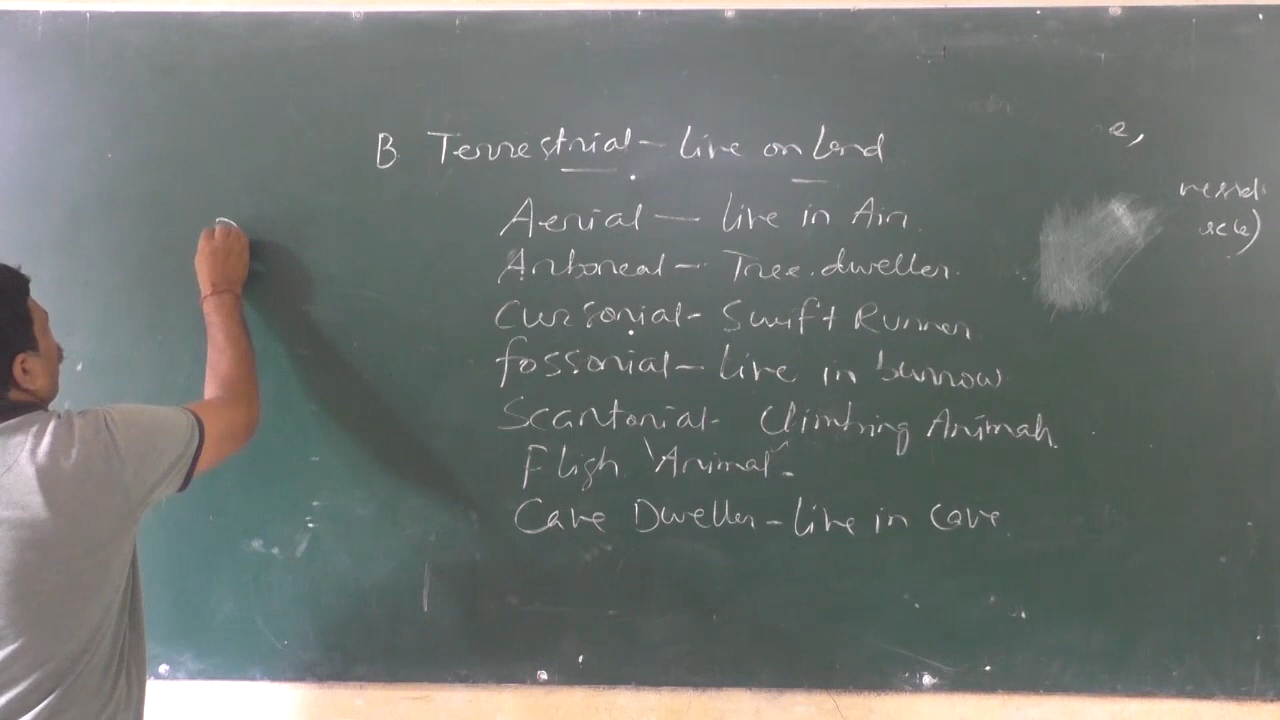 B. Terrestrial - live on land
Aerial - live in Air.
Arboreal - Tree dweller.
Cursorial - Swift Runner
fossorial - live in burrow
Scantorial - Climbing Animals.
Fligh Animal -
Cave Dweller - live in cave.
e,